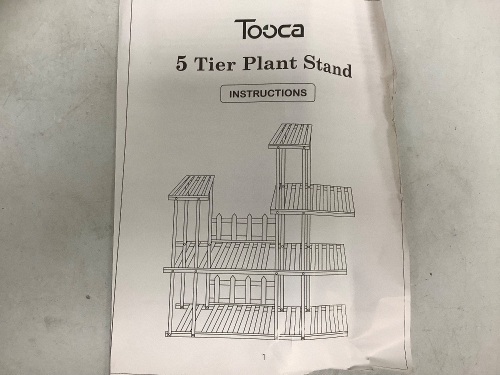 Tooca
5 Tier Plant Stand
INSTRUCTIONS
1